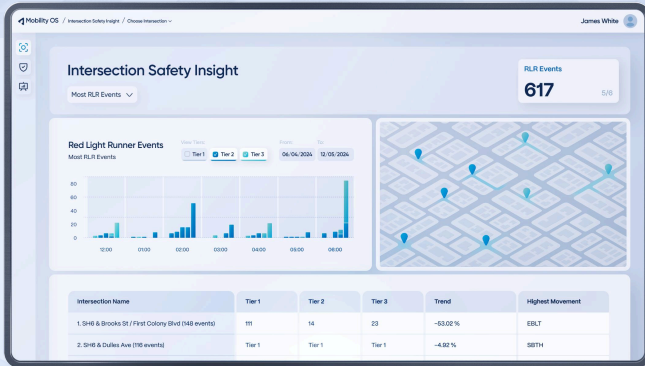 Mobility OS / Intersection Safety Insight / Choose Intersection
James White
Intersection Safety Insight
Most RLR Events
RLR Events
617
5/6
Red Light Runner Events
Most RLR Events
View Tiers
Tier 1
Tier 2
Tier 3
From
To
06/04/2024
12/05/2024
80
60
40
20
0
12:00 01:00 02:00 03:00 04:00 05:00 06:00
Intersection Name Tier 1 Tier 2 Tier 3 Trend Highest Movement
1. SH6 & Brooks St / First Colony Blvd (148 events) 111 14 23 -53.02 % EBLT
2. SH6 & Dulles Ave (116 events) Tier 1 Tier 1 Tier 1 -4.92 % SBTH